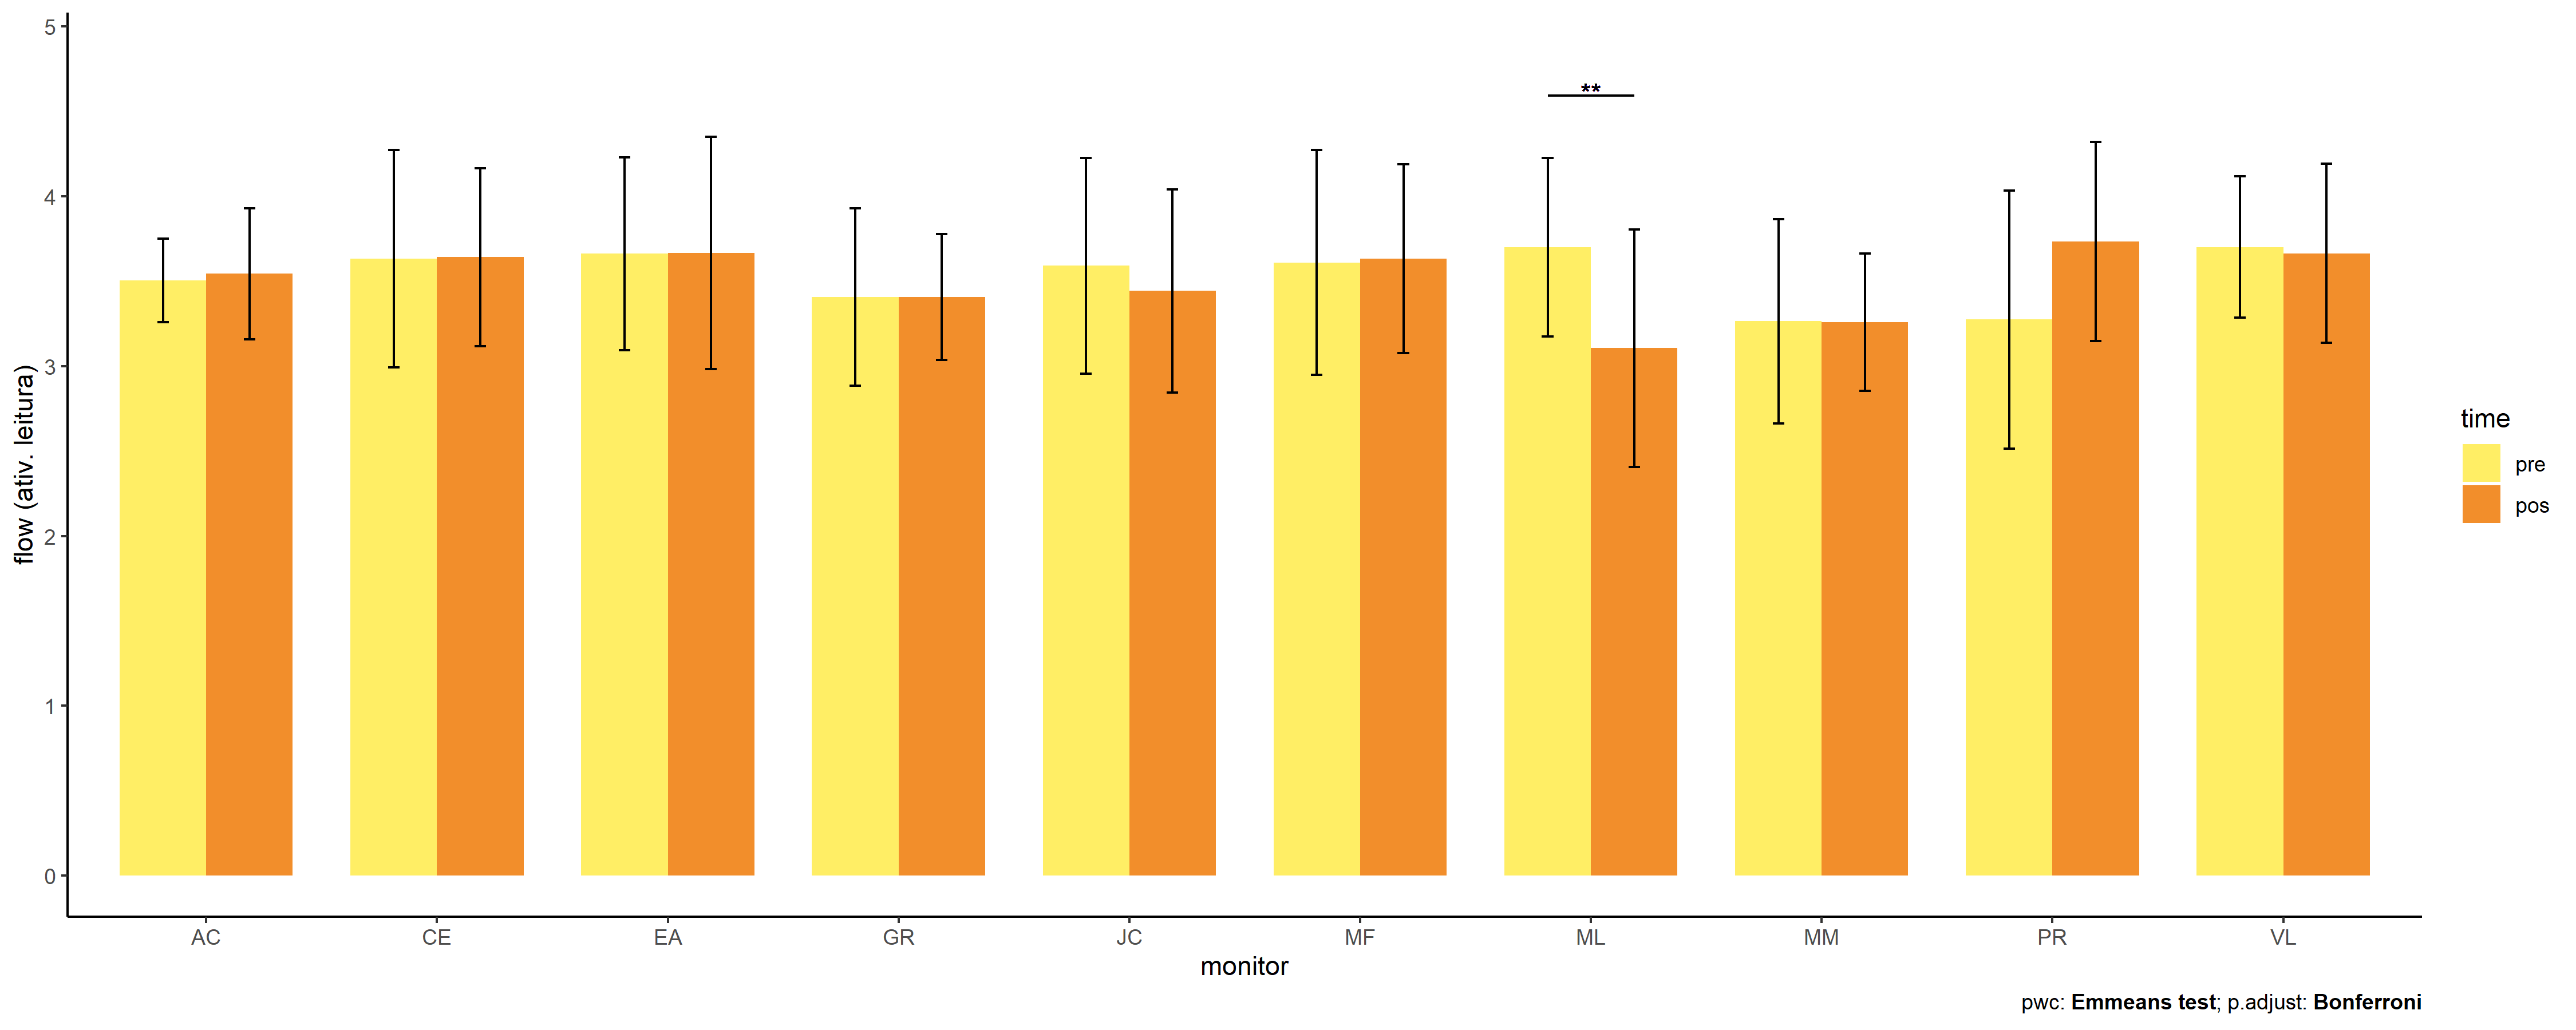 5
4
3
2
1
0
flow (ativ. leitura)
**
AC CE EA GR JC MF ML MM PR VL
monitor
time
pre
pos
pwc: Emmeans test; p.adjust: Bonferroni